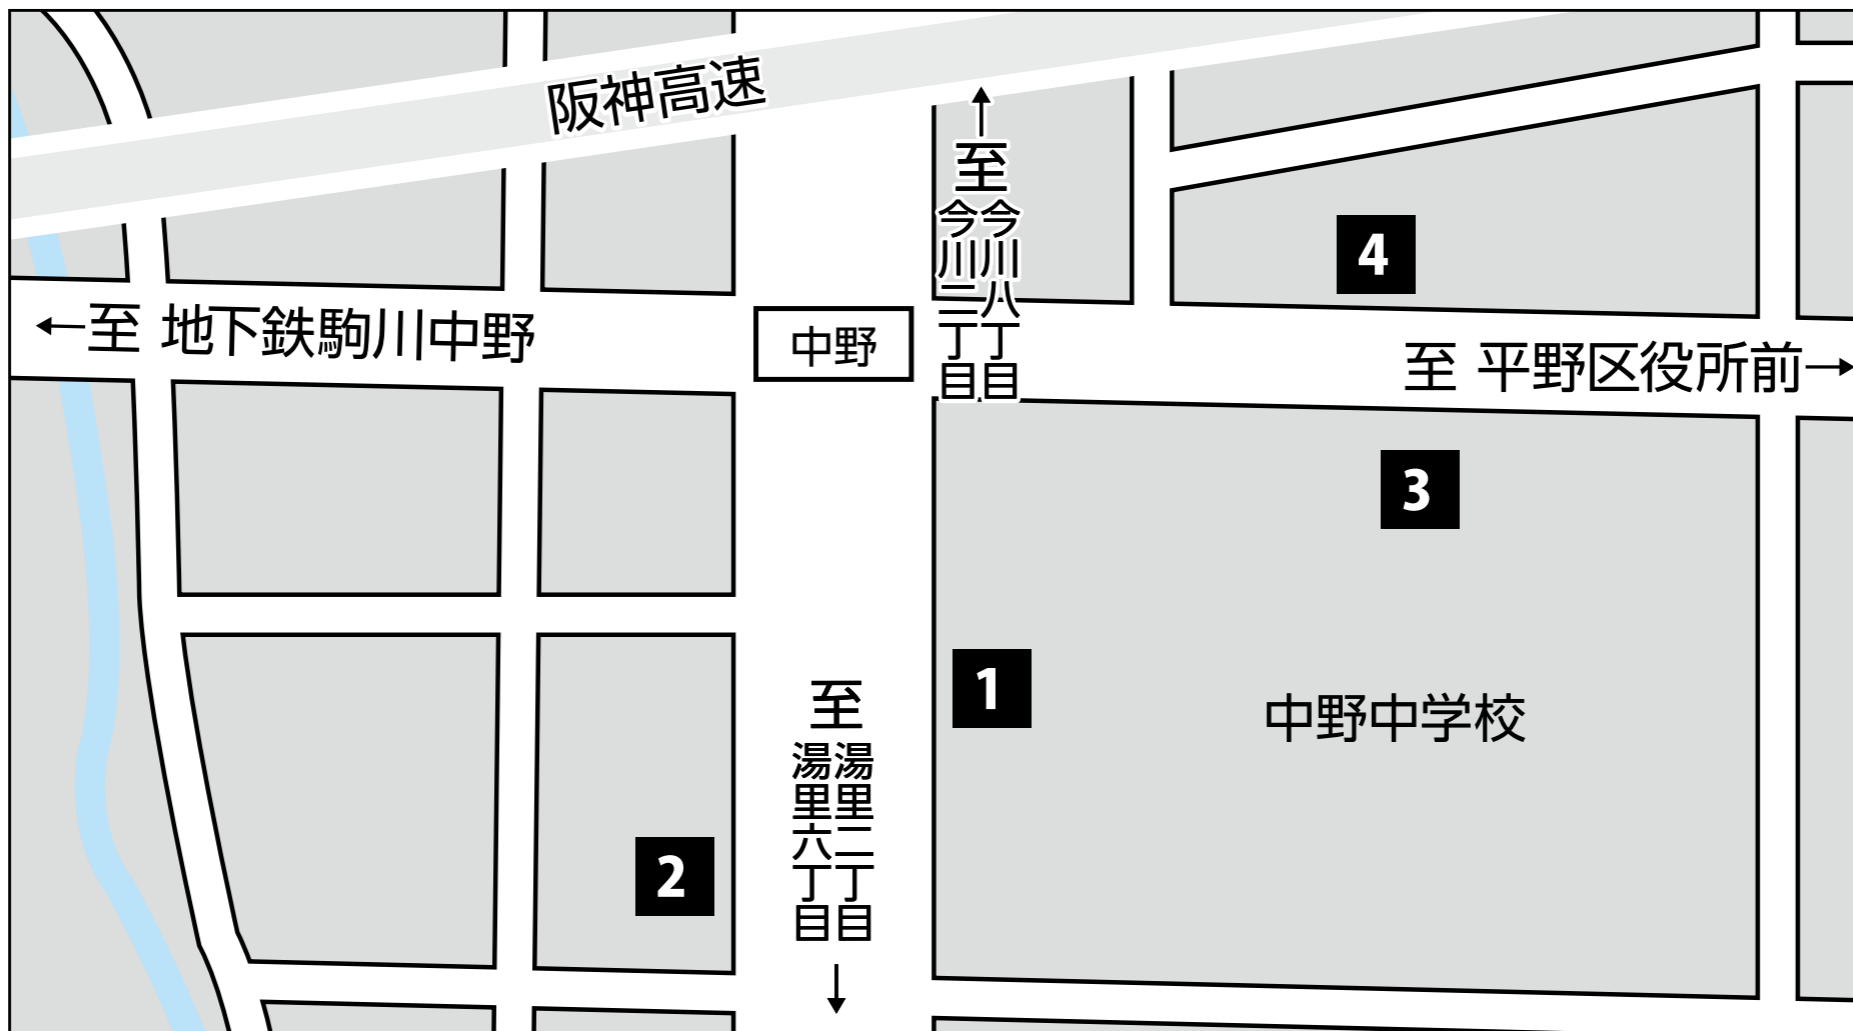 阪神高速
↑
至
今川八丁目
今川二丁目
4
←至 地下鉄駒川中野
中野
至 平野区役所前→
3
1
中野中学校
至
湯里二丁目
湯里六丁目
↓
2